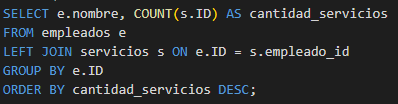 SELECT e.nombre, COUNT(s.ID) AS cantidad_servicios
FROM empleados e
LEFT JOIN servicios s ON e.ID = s.empleado_id
GROUP BY e.ID
ORDER BY cantidad_servicios DESC;